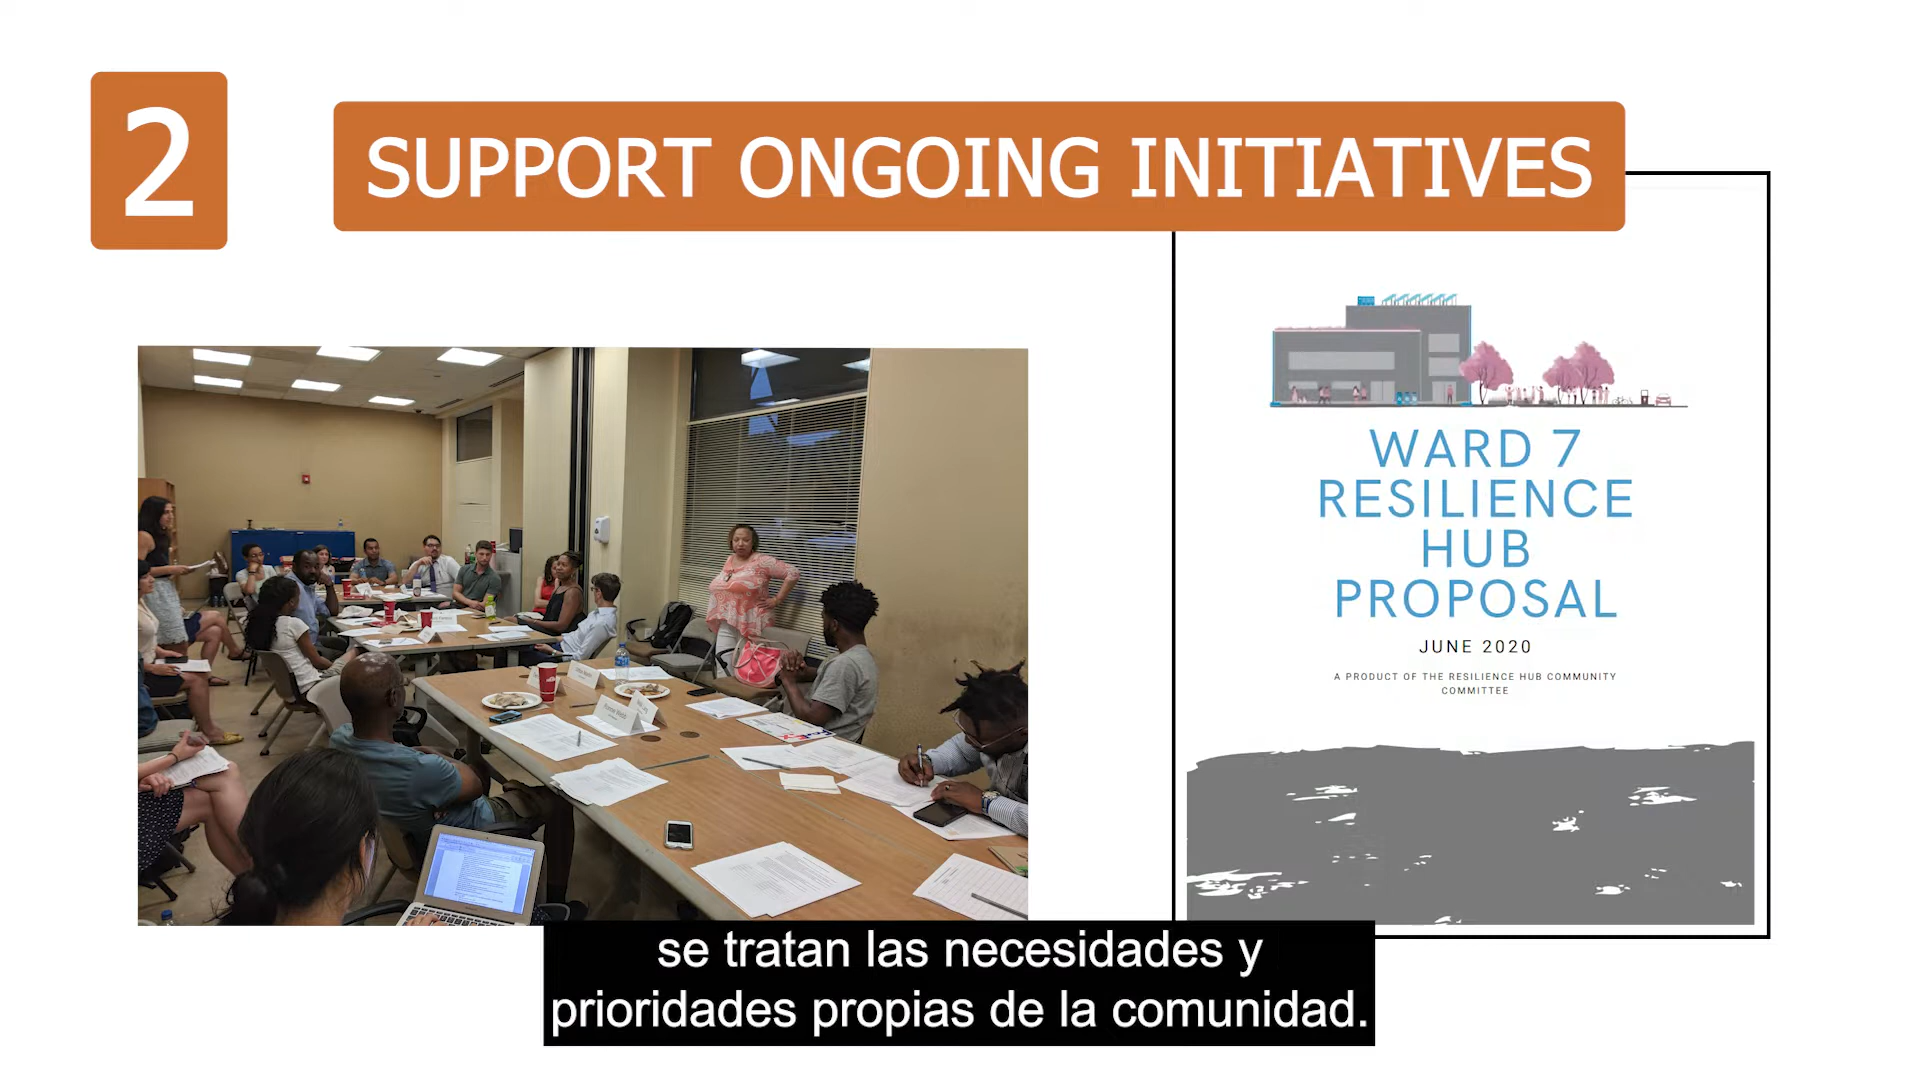 2
SUPPORT ONGOING INITIATIVES
WARD 7
RESILIENCE
HUB
PROPOSAL
JUNE 2020
A PRODUCT OF THE RESILIENCE HUB COMMUNITY
COMMITTEE
se tratan las necesidades y
prioridades propias de la comunidad.